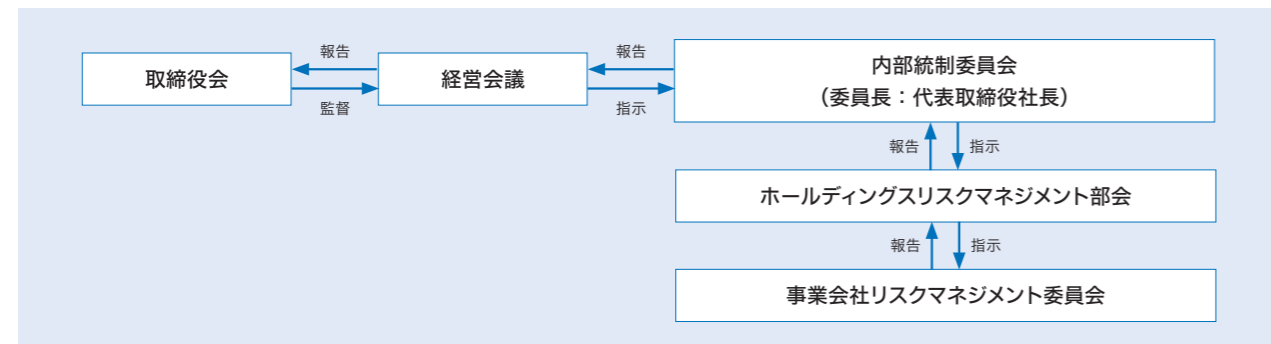 報告
取締役会
監督
経営会議
報告
指示
内部統制委員会
（委員長：代表取締役社長）
報告
指示
ホールディングスリスクマネジメント部会
報告
指示
事業会社リスクマネジメント委員会